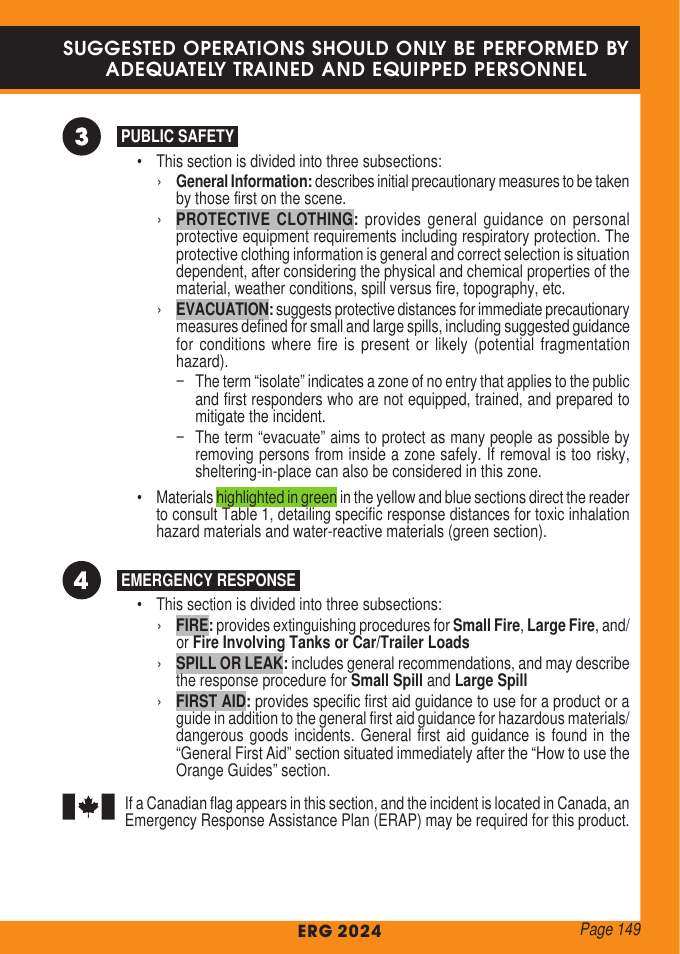 SUGGESTED OPERATIONS SHOULD ONLY BE PERFORMED BY
ADEQUATELY TRAINED AND EQUIPPED PERSONNEL
3 PUBLIC SAFETY
• This section is divided into three subsections:
› General Information: describes initial precautionary measures to be taken
by those first on the scene.
› PROTECTIVE CLOTHING: provides general guidance on personal
protective equipment requirements including respiratory protection. The
protective clothing information is general and correct selection is situation
dependent, after considering the physical and chemical properties of the
material, weather conditions, spill versus fire, topography, etc.
› EVACUATION: suggests protective distances for immediate precautionary
measures defined for small and large spills, including suggested guidance
for conditions where fire is present or likely (potential fragmentation
hazard).
− The term “isolate” indicates a zone of no entry that applies to the public
and first responders who are not equipped, trained, and prepared to
mitigate the incident.
− The term “evacuate” aims to protect as many people as possible by
removing persons from inside a zone safely. If removal is too risky,
sheltering-in-place can also be considered in this zone.
• Materials highlighted in green in the yellow and blue sections direct the reader
to consult Table 1, detailing specific response distances for toxic inhalation
hazard materials and water-reactive materials (green section).
4 EMERGENCY RESPONSE
• This section is divided into three subsections:
› FIRE: provides extinguishing procedures for Small Fire, Large Fire, and/
or Fire Involving Tanks or Car/Trailer Loads
› SPILL OR LEAK: includes general recommendations, and may describe
the response procedure for Small Spill and Large Spill
› FIRST AID: provides specific first aid guidance to use for a product or a
guide in addition to the general first aid guidance for hazardous materials/
dangerous goods incidents. General first aid guidance is found in the
“General First Aid” section situated immediately after the “How to use the
Orange Guides” section.
If a Canadian flag appears in this section, and the incident is located in Canada, an
Emergency Response Assistance Plan (ERAP) may be required for this product.
ERG 2024
Page 149